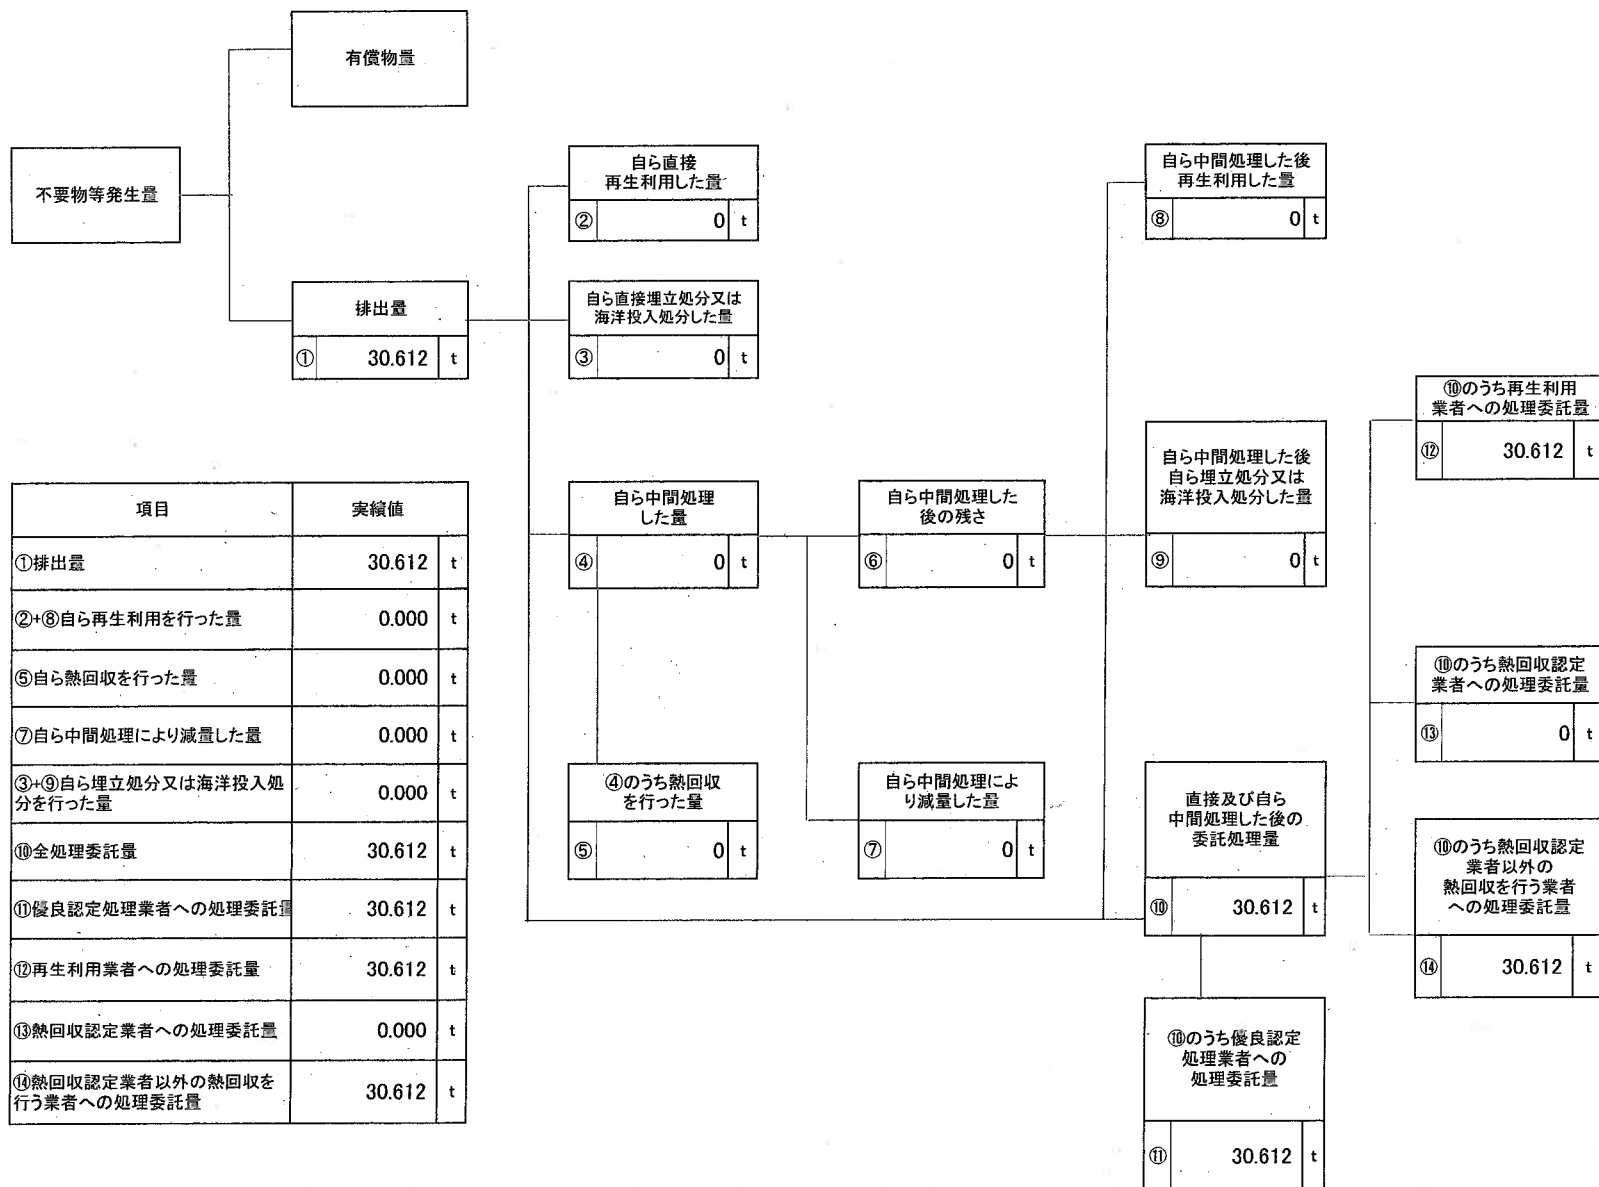 有償物量
不要物等発生量
排出量
① 30.612 t
自ら直接
再生利用した量
② 0 t
自ら直接埋立処分又は
海洋投入処分した量
③ 0 t
自ら中間処理
した量
④ 0 t
④のうち熱回収
を行った量
⑤ 0 t
自ら中間処理した
後の残さ
⑥ 0 t
自ら中間処理によ
り減量した量
⑦ 0 t
自ら中間処理した後
再生利用した量
⑧ 0 t
自ら中間処理した後
自ら埋立処分又は
海洋投入処分した量
⑨ 0 t
直接及び自ら
中間処理した後の
委託処理量
⑩ 30.612 t
⑩のうち優良認定
処理業者への
処理委託量
⑪ 30.612 t
⑩のうち再生利用
業者への処理委託量
⑫ 30.612 t
⑩のうち熱回収認定
業者への処理委託量
⑬ 0 t
⑩のうち熱回収認定
業者以外の
熱回収を行う業者
への処理委託量
⑭ 30.612 t
項目 実績値
①排出量 30.612 t
②+⑧自ら再生利用を行った量 0.000 t
⑤自ら熱回収を行った量 0.000 t
⑦自ら中間処理により減量した量 0.000 t
③+⑨自ら埋立処分又は海洋投入処
分を行った量 0.000 t
⑩全処理委託量 30.612 t
⑪優良認定処理業者への処理委託量 30.612 t
⑫再生利用業者への処理委託量 30.612 t
⑬熱回収認定業者への処理委託量 0.000 t
⑭熱回収認定業者以外の熱回収を
行う業者への処理委託量 30.612 t